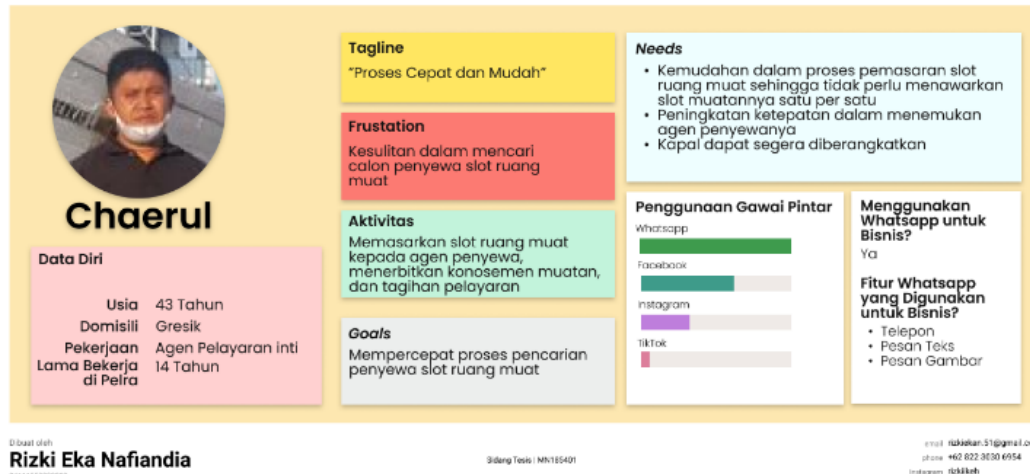 Chaerul
Data Diri
Usia 43 Tahun
Domisili Gresik
Pekerjaan Agen Pelayaran inti
Lama Bekerja di Pelra 14 Tahun
Tagline
"Proses Cepat dan Mudah"
Frustation
Kesulitan dalam mencari
calon penyewa slot ruang
muat
Aktivitas
Memasarkan slot ruang muat
kepada agen penyewa,
menerbitkan konosemen muatan,
dan tagihan pelayaran
Goals
Mempercepat proses pencarian
penyewa slot ruang muat
Needs
• Kemudahan dalam proses pemasaran slot
ruang muat sehingga tidak perlu menawarkan
slot muatannya satu per satu
• Peningkatan ketepatan dalam menemukan
agen penyewanya
• Kapal dapat segera diberangkatkan
Penggunaan Gawai Pintar
Whatsapp
Facebook
Instagram
TikTok
Menggunakan
Whatsapp untuk
Bisnis?
Ya
Fitur Whatsapp
yang Digunakan
untuk Bisnis?
• Telepon
• Pesan Teks
• Pesan Gambar
Dibuat oleh
Rizki Eka Nafiandia
Sidang Tesis | MN185401
email rizkiekan.51@gmail.co
phone +62 822 3030 6954
instagram rizkiikeh